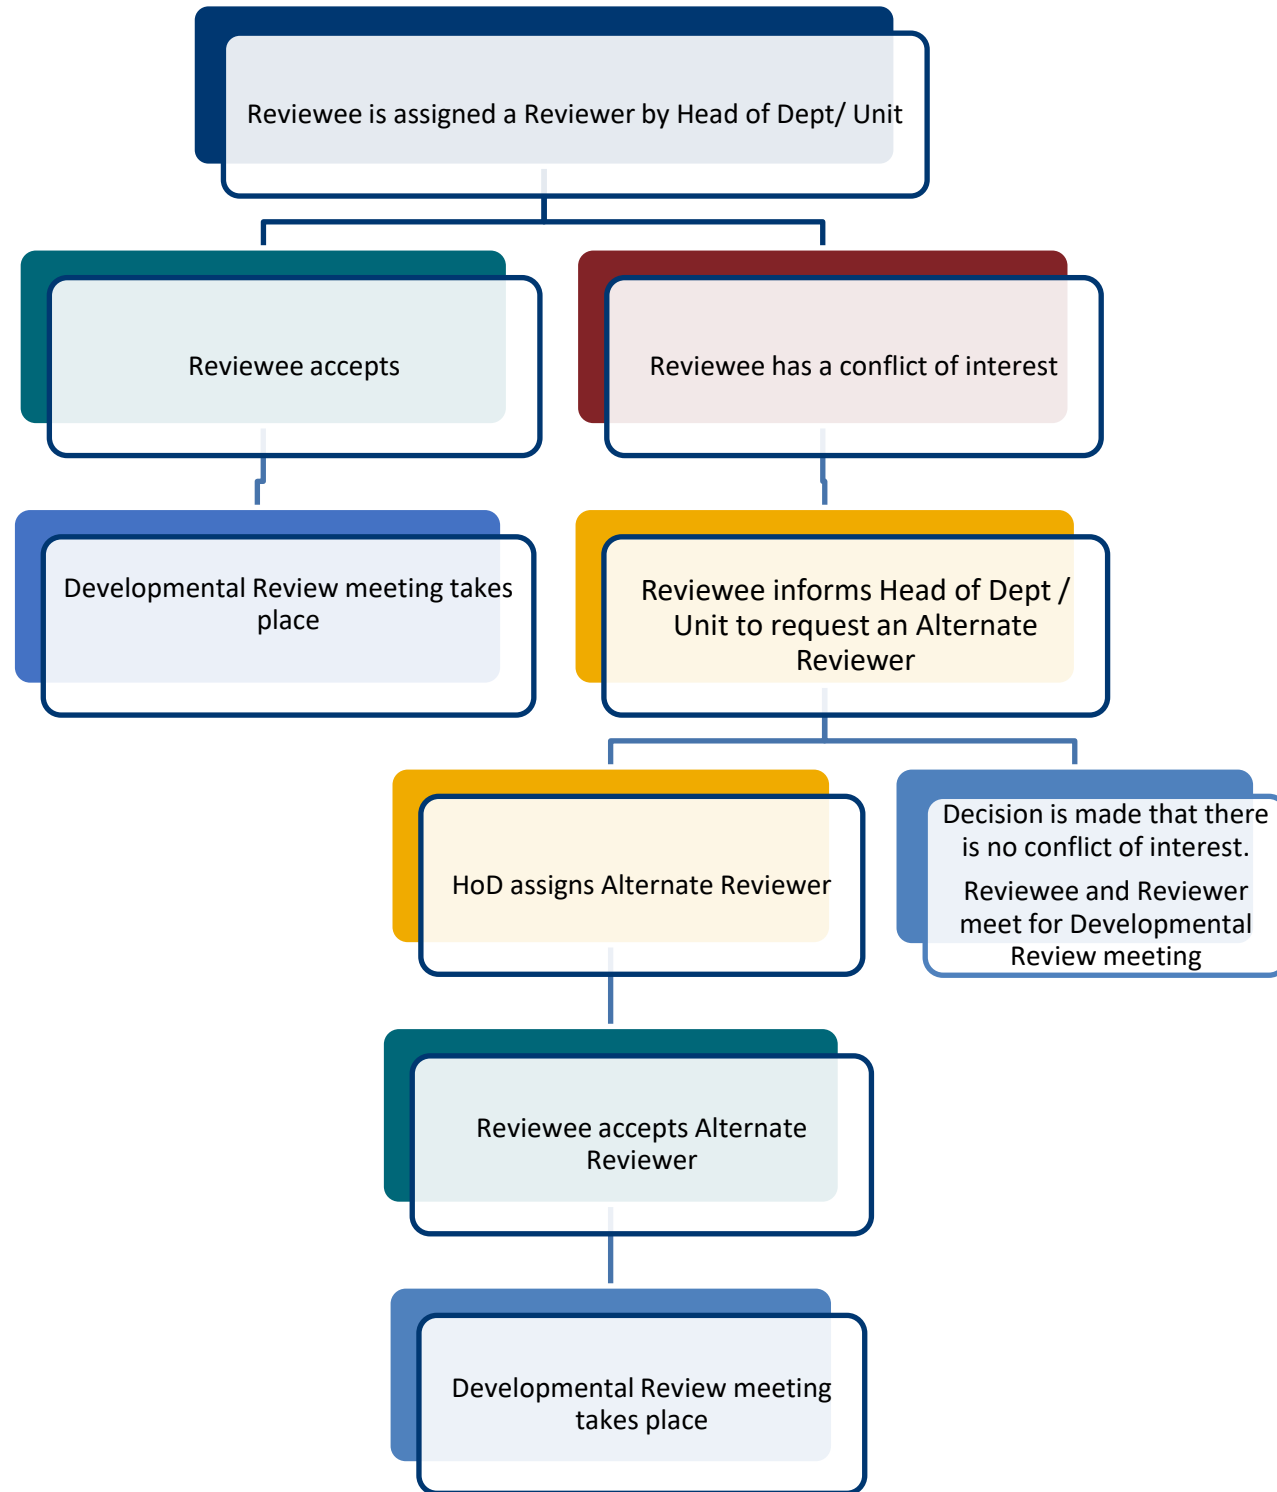 Reviewee is assigned a Reviewer by Head of Dept/ Unit
Reviewee accepts
Reviewee has a conflict of interest
Developmental Review meeting takes
place
Reviewee informs Head of Dept /
Unit to request an Alternate
Reviewer
HoD assigns Alternate Reviewer
Decision is made that there
is no conflict of interest.
Reviewee and Reviewer
meet for Developmental
Review meeting
Reviewee accepts Alternate
Reviewer
Developmental Review meeting
takes place